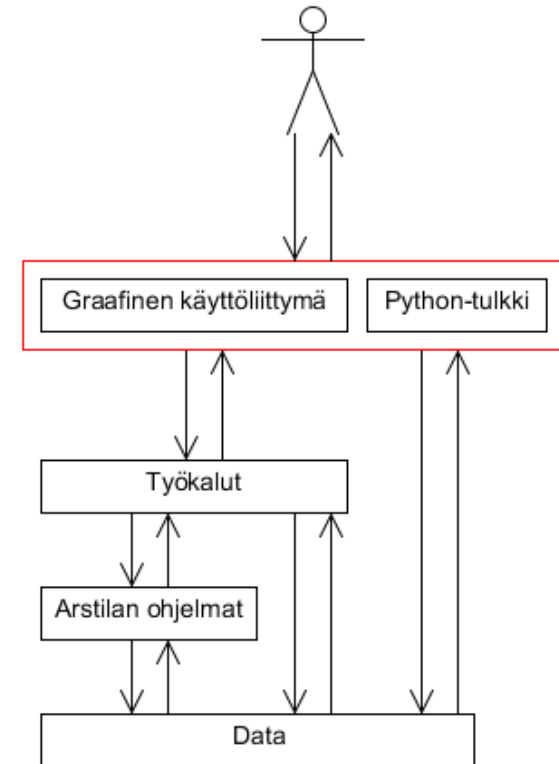 Graafinen käyttöliittymä
Python-tulkki
Työkalut
Arstilan ohjelmat
Data